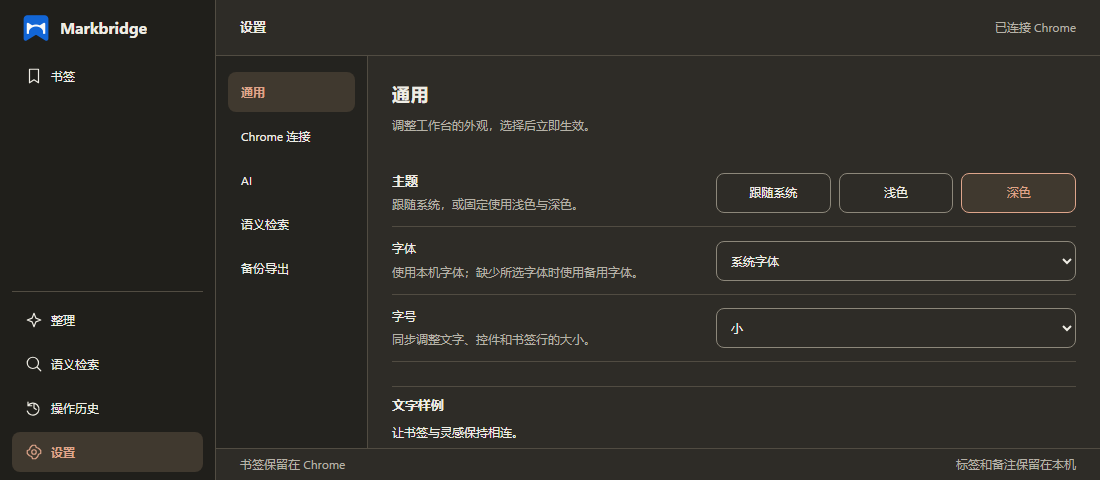 Markbridge
书签
整理
语义检索
操作历史
设置
设置
已连接 Chrome
通用
Chrome 连接
AI
语义检索
备份导出
通用
调整工作台的外观，选择后立即生效。
主题
跟随系统，或固定使用浅色与深色。
跟随系统
浅色
深色
字体
使用本机字体；缺少所选字体时使用备用字体。
系统字体
字号
同步调整文字、控件和书签行的大小。
小
文字样例
让书签与灵感保持相连。
书签保留在 Chrome
标签和备注保留在本机